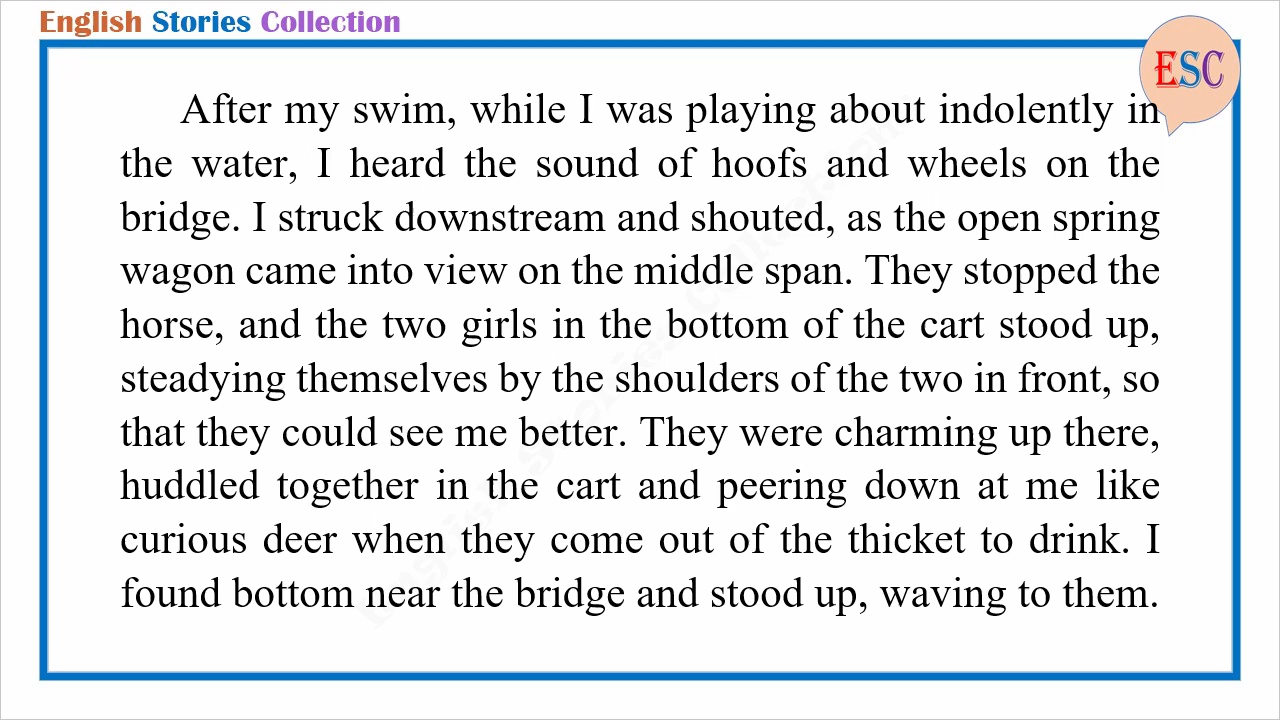 English Stories Collection
ESC
After my swim, while I was playing about indolently in
the water, I heard the sound of hoofs and wheels on the
bridge. I struck downstream and shouted, as the open spring
wagon came into view on the middle span. They stopped the
horse, and the two girls in the bottom of the cart stood up,
steadying themselves by the shoulders of the two in front, so
that they could see me better. They were charming up there,
huddled together in the cart and peering down at me like
curious deer when they come out of the thicket to drink. I
found bottom near the bridge and stood up, waving to them.
English Stories Collection